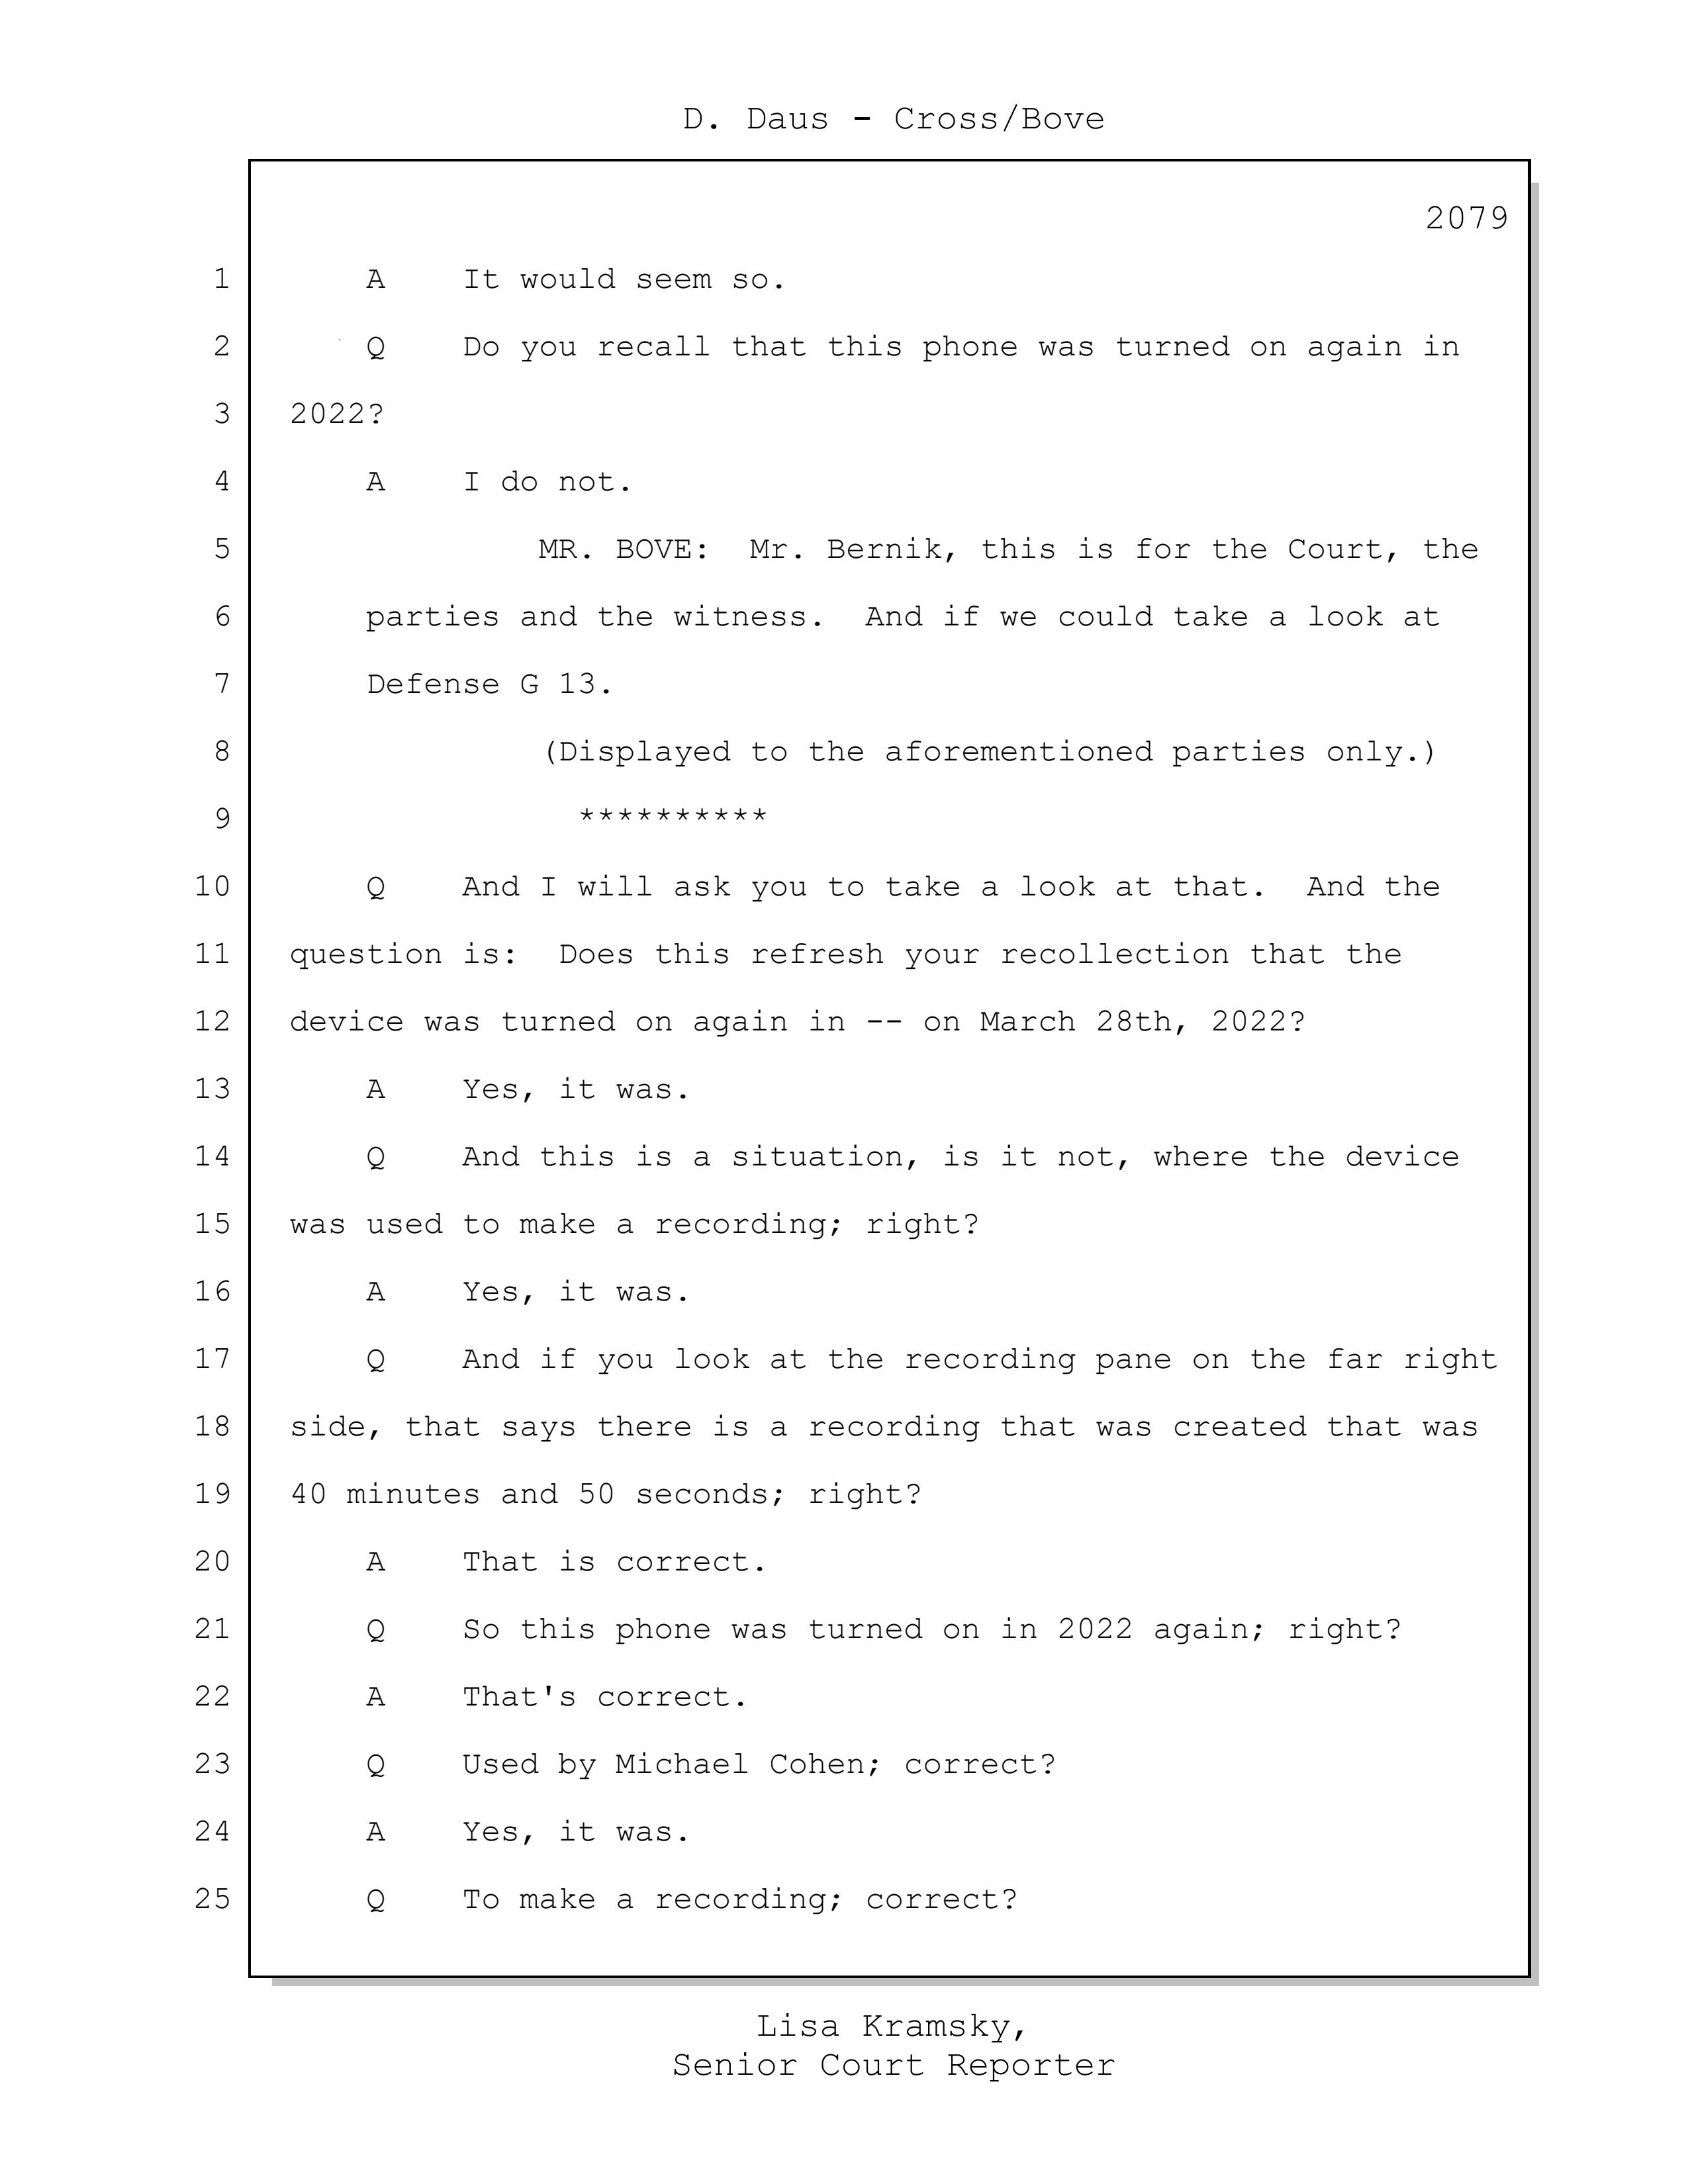 D. Daus - Cross/Bove
2079
1 A It would seem so.
2 Q Do you recall that this phone was turned on again in
3 2022?
4 A I do not.
5 MR. BOVE: Mr. Bernik, this is for the Court, the
6 parties and the witness. And if we could take a look at
7 Defense G 13.
8 (Displayed to the aforementioned parties only.)
9 **********
10 Q And I will ask you to take a look at that. And the
11 question is: Does this refresh your recollection that the
12 device was turned on again in -- on March 28th, 2022?
13 A Yes, it was.
14 Q And this is a situation, is it not, where the device
15 was used to make a recording; right?
16 A Yes, it was.
17 Q And if you look at the recording pane on the far right
18 side, that says there is a recording that was created that was
19 40 minutes and 50 seconds; right?
20 A That is correct.
21 Q So this phone was turned on in 2022 again; right?
22 A That's correct.
23 Q Used by Michael Cohen; correct?
24 A Yes, it was.
25 Q To make a recording; correct?
Lisa Kramsky,
Senior Court Reporter